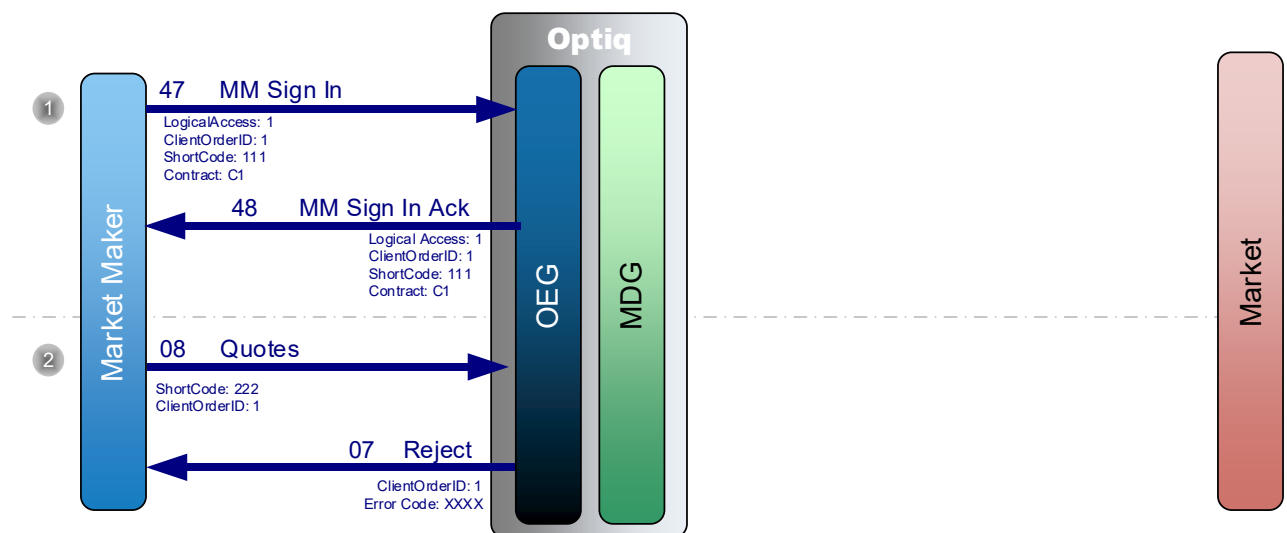 Optiq
1
47 MM Sign In
LogicalAccess: 1
ClientOrderID: 1
ShortCode: 111
Contract: C1
48 MM Sign In Ack
Logical Access: 1
ClientOrderID: 1
ShortCode: 111
Contract: C1
Market Maker
OEG
MDG
Market
2
08 Quotes
ShortCode: 222
ClientOrderID: 1
07 Reject
ClientOrderID: 1
Error Code: XXXX